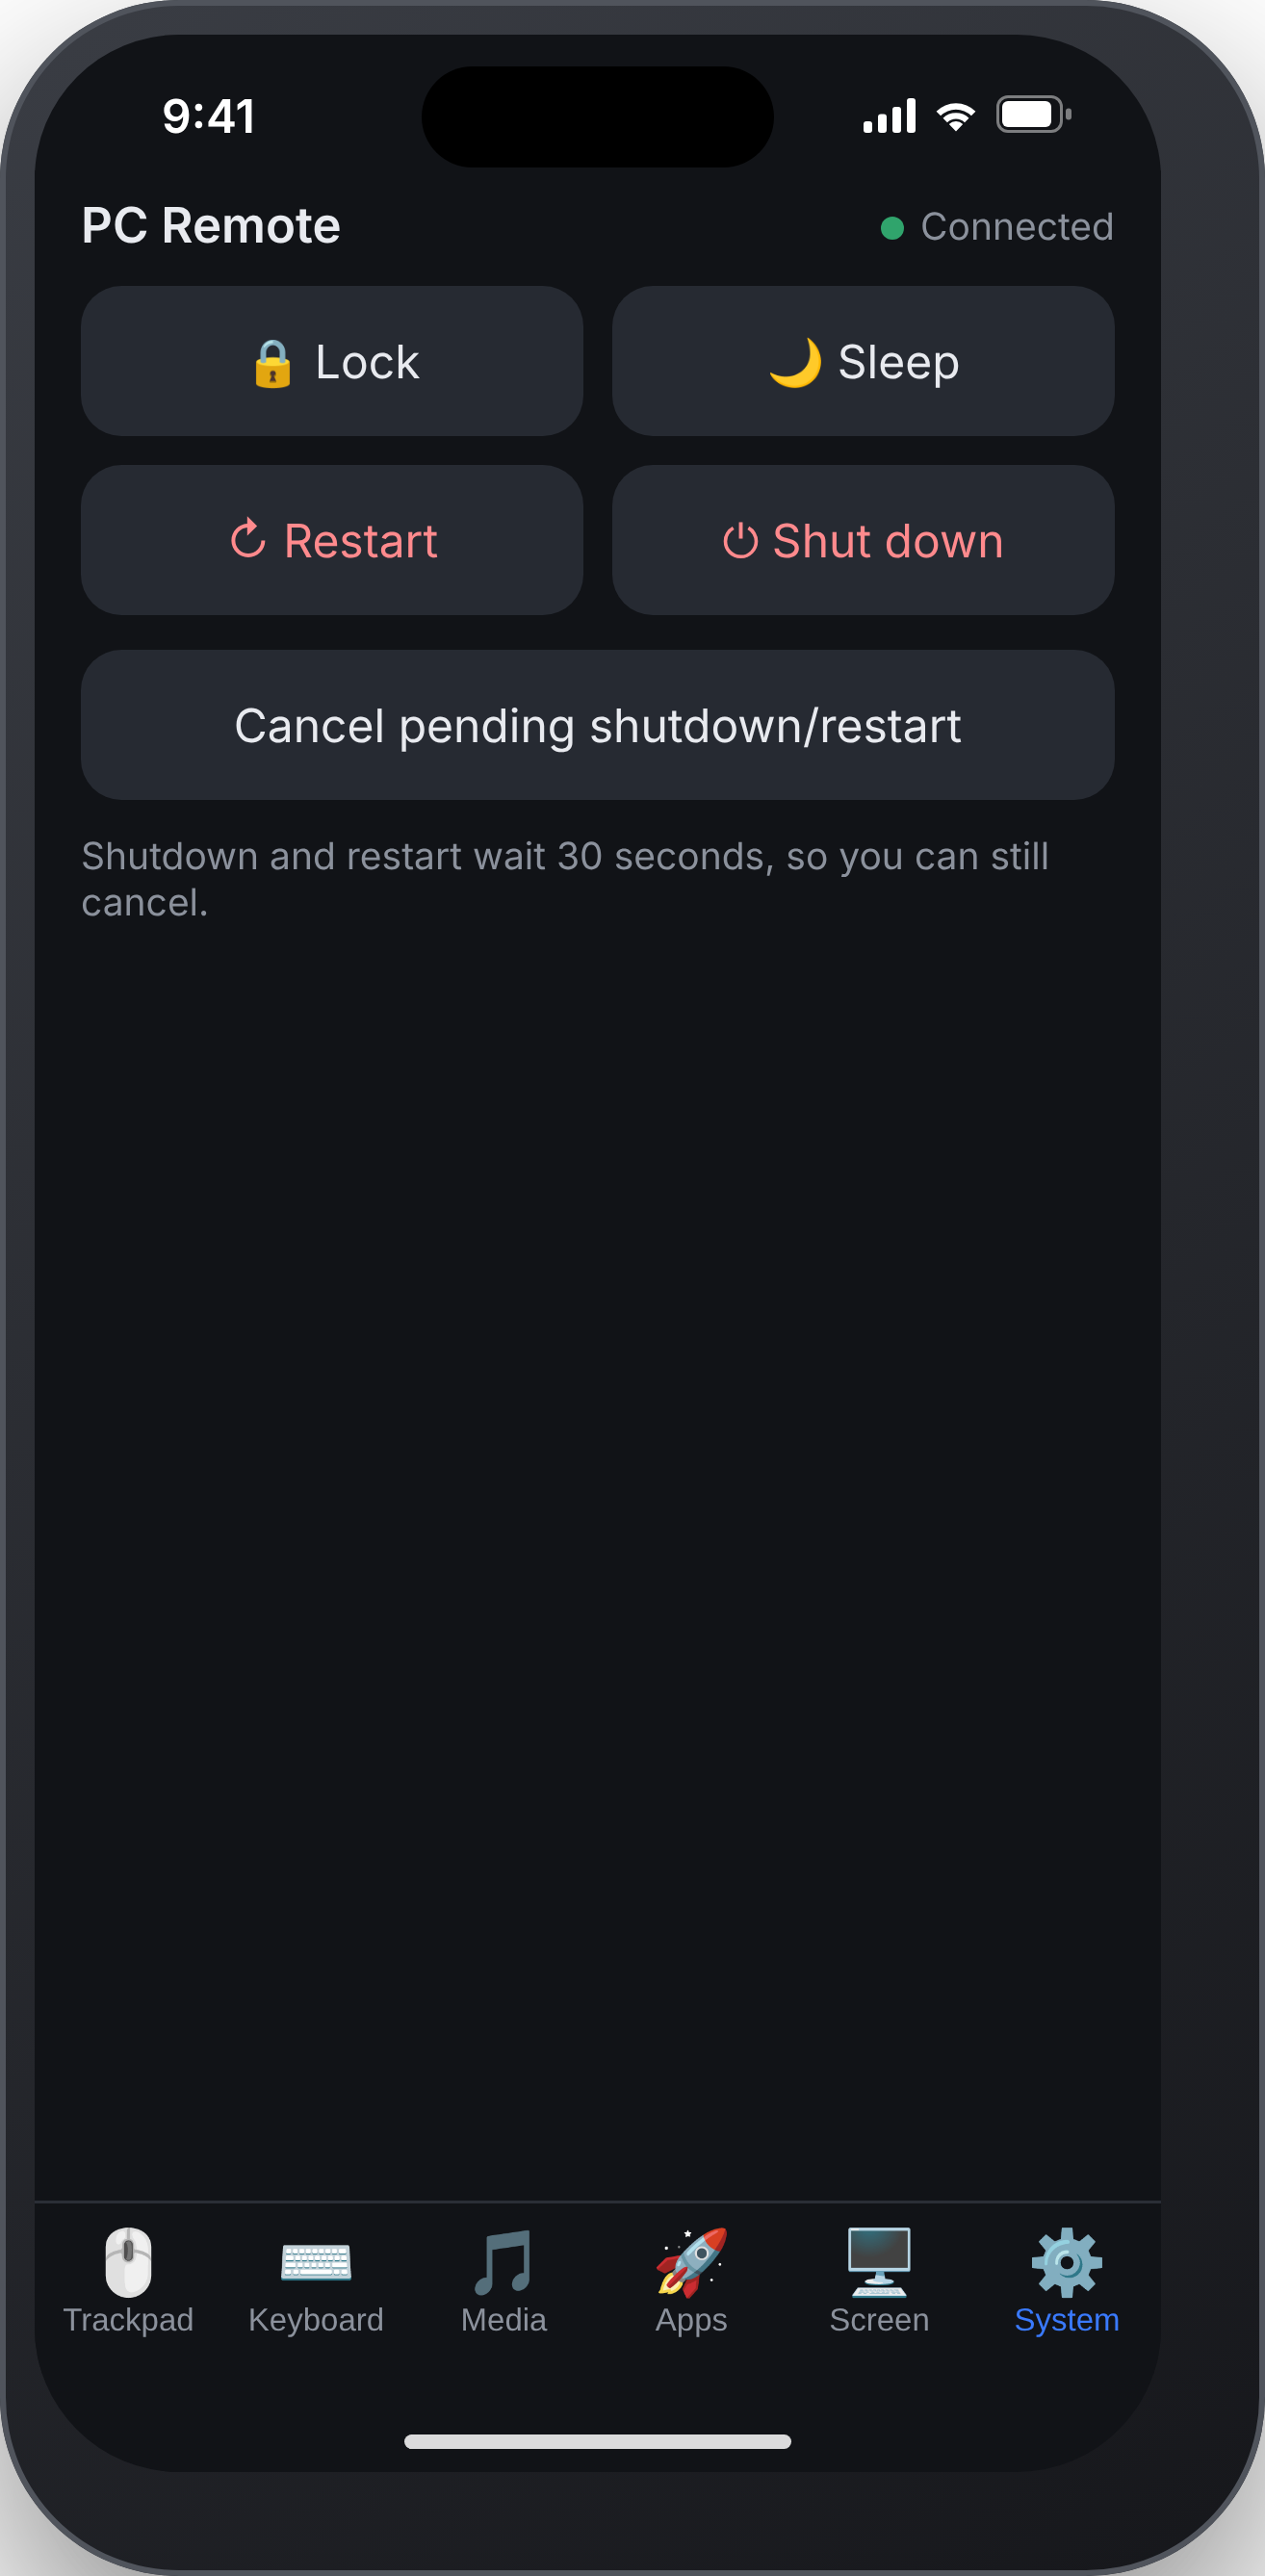 9:41
PC Remote
Connected
🔒 Lock
🌙 Sleep
↻ Restart
⏻ Shut down
Cancel pending shutdown/restart
Shutdown and restart wait 30 seconds, so you can still
cancel.
Trackpad
Keyboard
Media
Apps
Screen
System